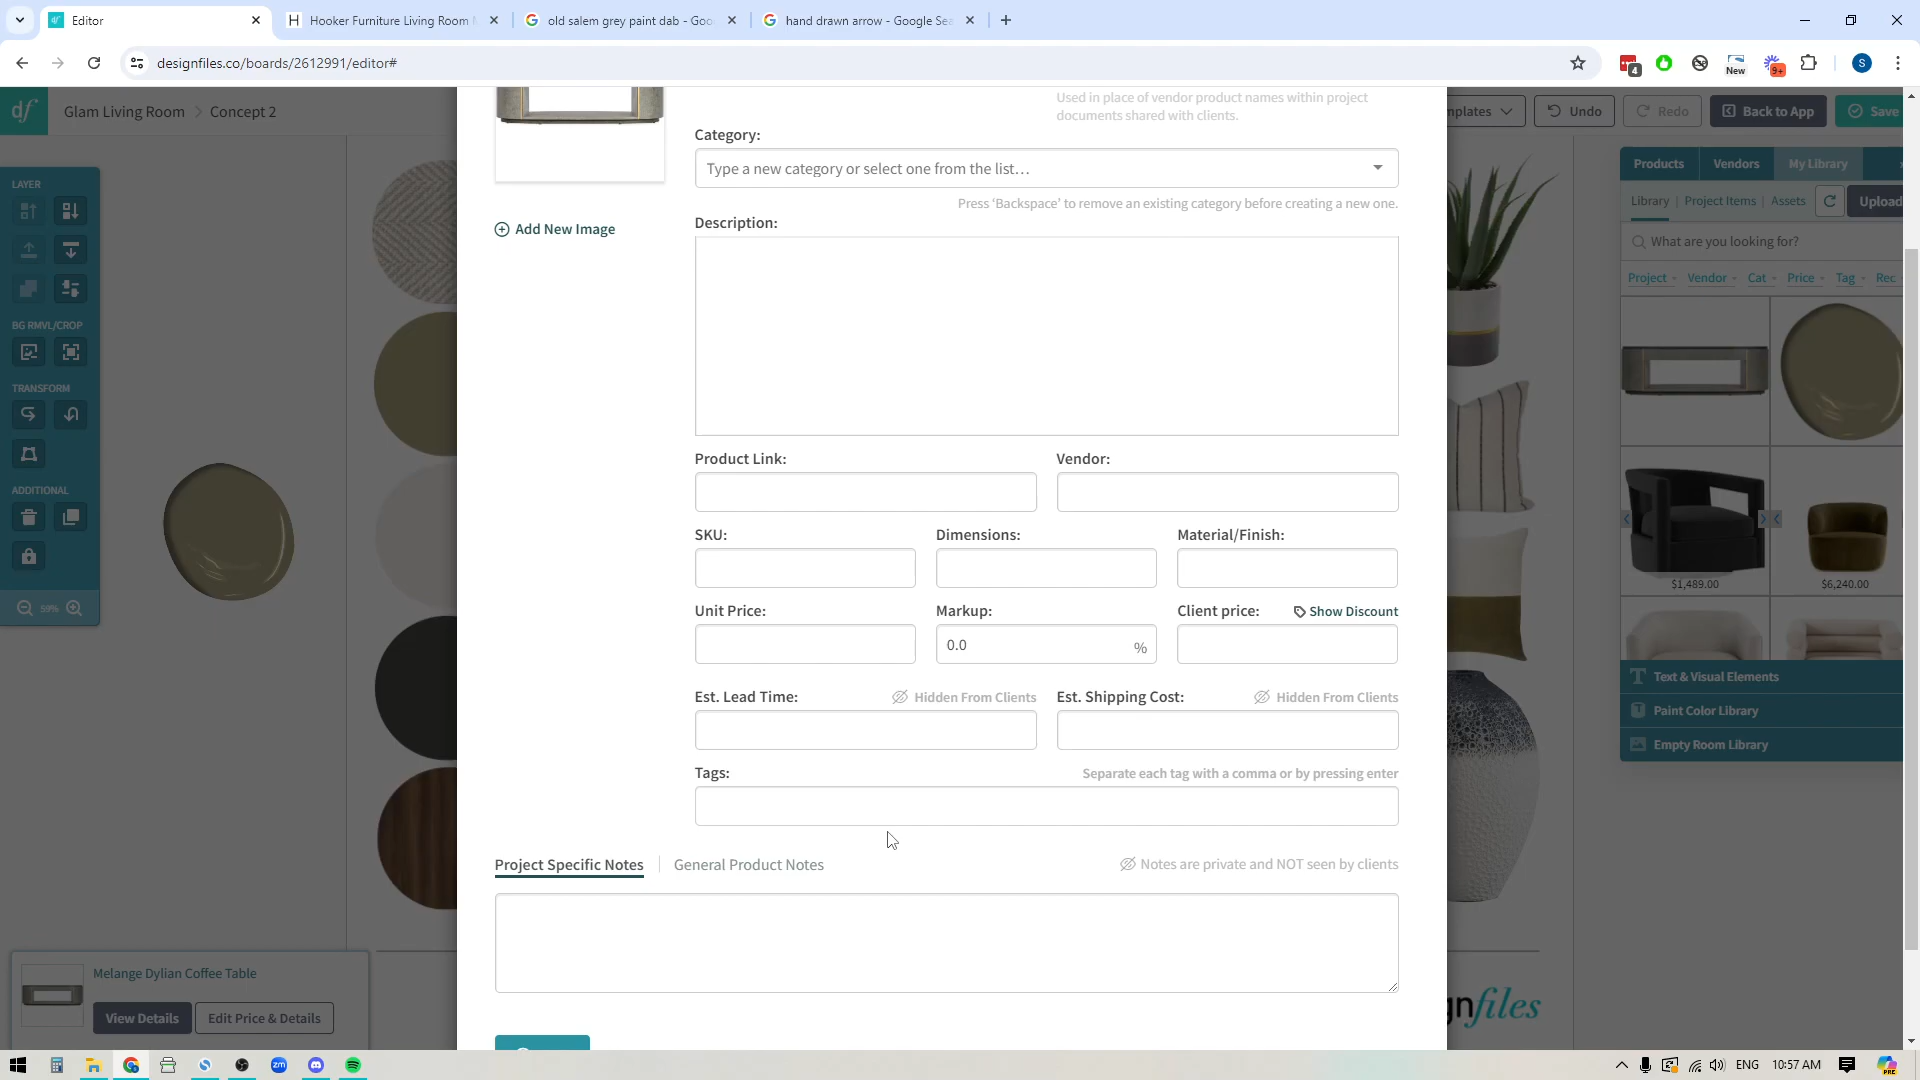 Editor
Hooker Furniture Living Room
old salem grey paint dab - Goo
hand drawn arrow - Google Sea
designfiles.co/boards/2612991/editor#
4
New
9+
S
df
Glam Living Room > Concept 2
mplates
Undo
Redo
Back to App
Save
LAYER
BG RMVL/CROP
TRANSFORM
ADDITIONAL
59%
Used in place of vendor product names within project
documents shared with clients.
Category:
Type a new category or select one from the list…
Press ‘Backspace’ to remove an existing category before creating a new one.
Add New Image
Description:
Product Link:
Vendor:
SKU:
Dimensions:
Material/Finish:
Unit Price:
Markup:
Client price:
Show Discount
0.0
%
Est. Lead Time:
Hidden From Clients
Est. Shipping Cost:
Hidden From Clients
Tags:
Separate each tag with a comma or by pressing enter
Project Specific Notes
General Product Notes
Notes are private and NOT seen by clients
Products
Vendors
My Library
Library
Project Items
Assets
Upload
What are you looking for?
Project
Vendor
Cat
Price
Tag
Rec
$1,489.00
$6,240.00
Text & Visual Elements
Paint Color Library
Empty Room Library
Melange Dylian Coffee Table
View Details
Edit Price & Details
gnfiles
zm
ENG
10:57 AM
PRE